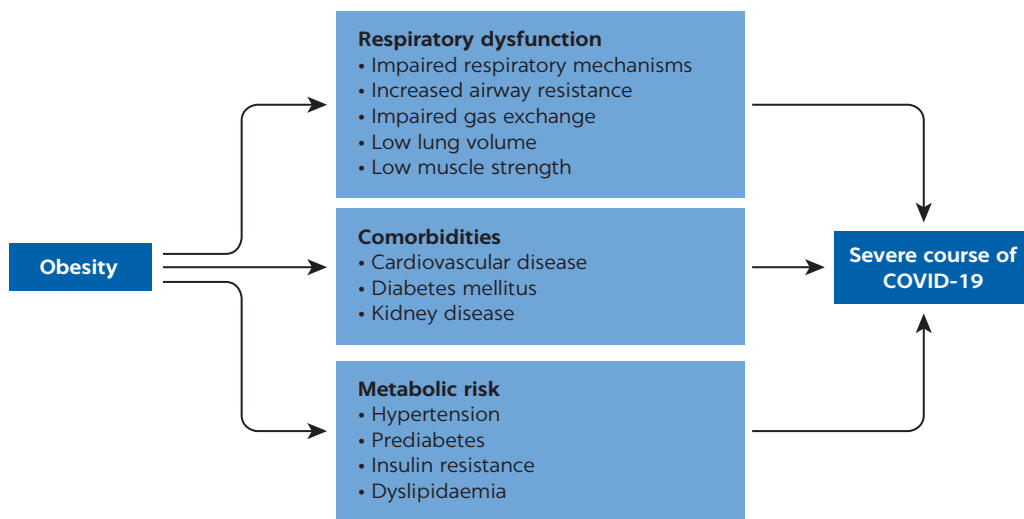 Respiratory dysfunction
• Impaired respiratory mechanisms
• Increased airway resistance
• Impaired gas exchange
• Low lung volume
• Low muscle strength
Obesity
Comorbidities
• Cardiovascular disease
• Diabetes mellitus
• Kidney disease
Metabolic risk
• Hypertension
• Prediabetes
• Insulin resistance
• Dyslipidaemia
Severe course of
COVID-19